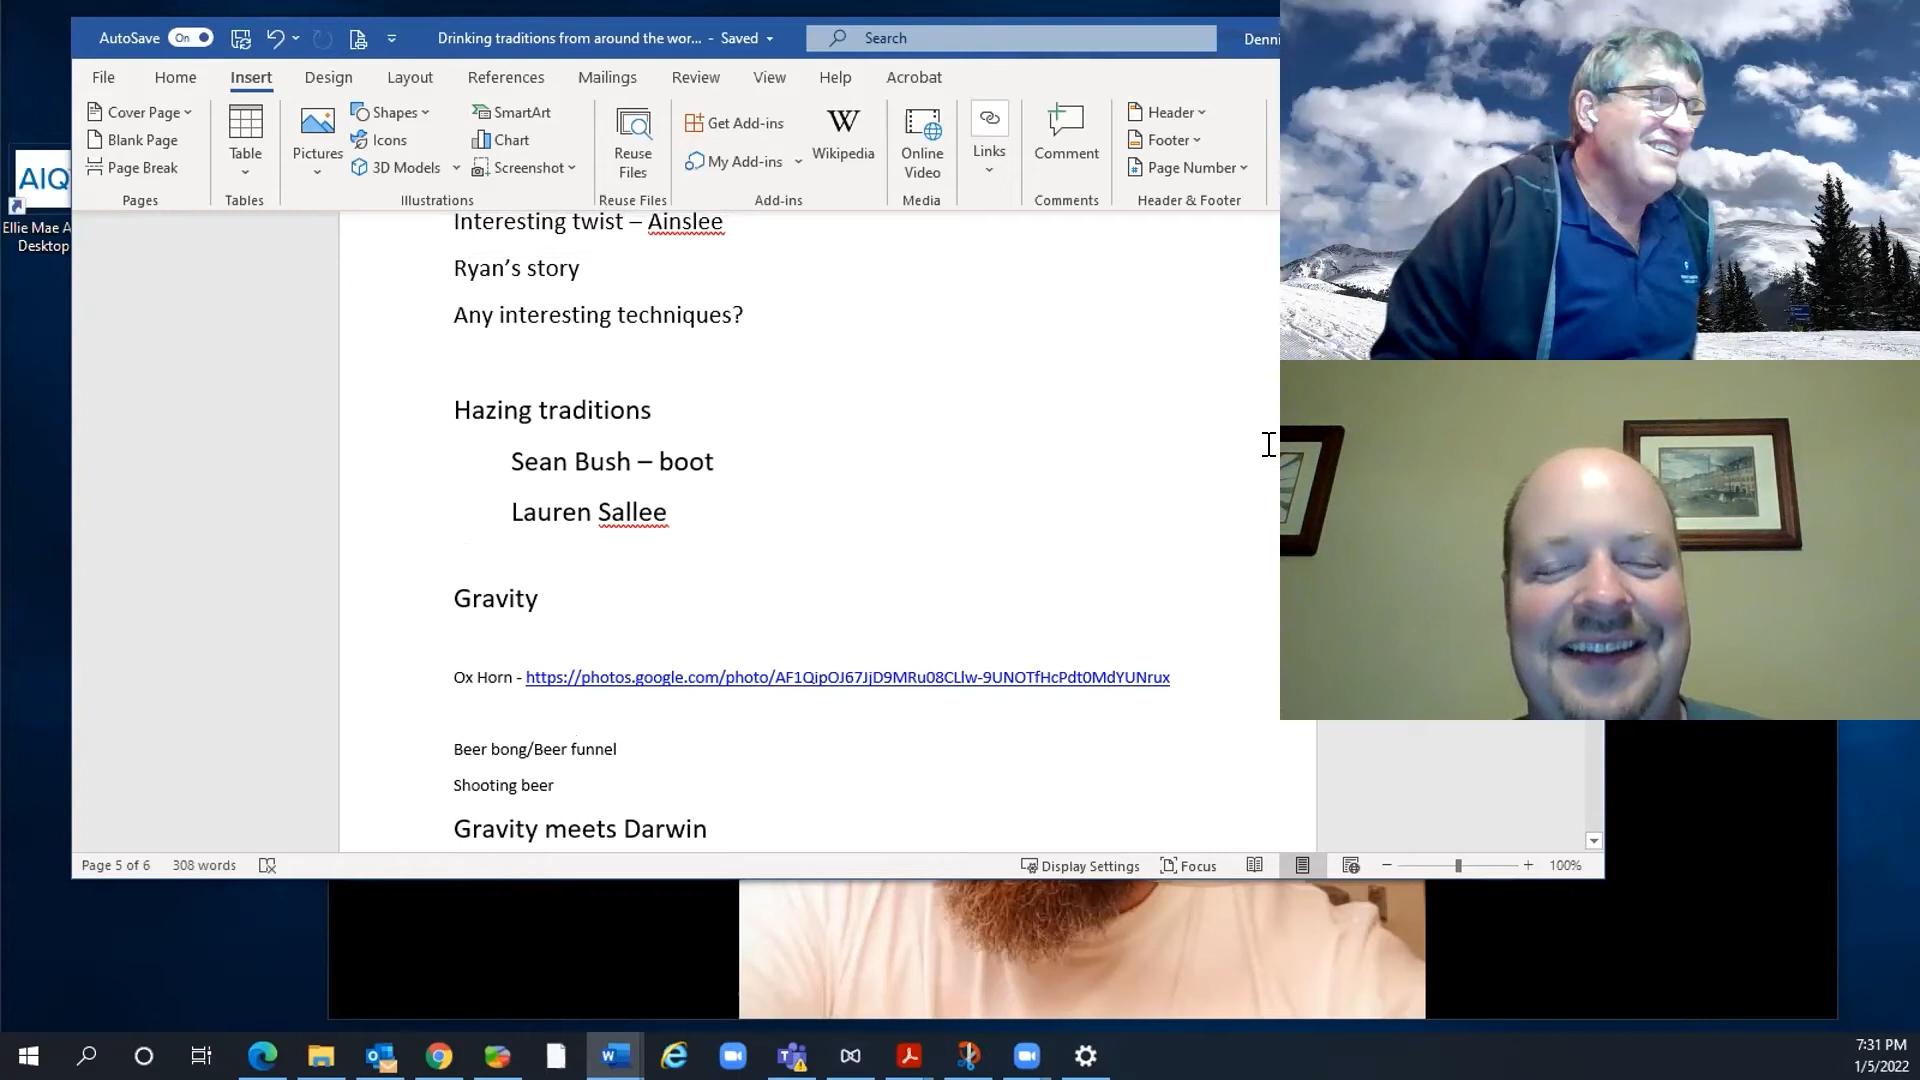 AutoSave On
Drinking traditions from around the wor... - Saved
Search
Denni
File Home Insert Design Layout References Mailings Review View Help Acrobat
Cover Page
Blank Page
Page Break
Pages
Table
Tables
Pictures
Shapes
Icons
3D Models
SmartArt
Chart
Screenshot
Illustrations
Reuse
Files
Reuse Files
Get Add-ins
My Add-ins
Wikipedia
Add-ins
Online
Video
Media
Links
Comment
Comments
Header
Footer
Page Number
Header & Footer
AIQ
Ellie Mae A
Desktop
Interesting twist – Ainslee
Ryan’s story
Any interesting techniques?
Hazing traditions
Sean Bush – boot
Lauren Sallee
Gravity
Ox Horn - https://photos.google.com/photo/AF1QipOJ67JjD9MRu08CLlw-9UNOTfHcPdt0MdYUNrux
Beer bong/Beer funnel
Shooting beer
Gravity meets Darwin
Page 5 of 6 308 words
Display Settings Focus 100%
7:31 PM
1/5/2022